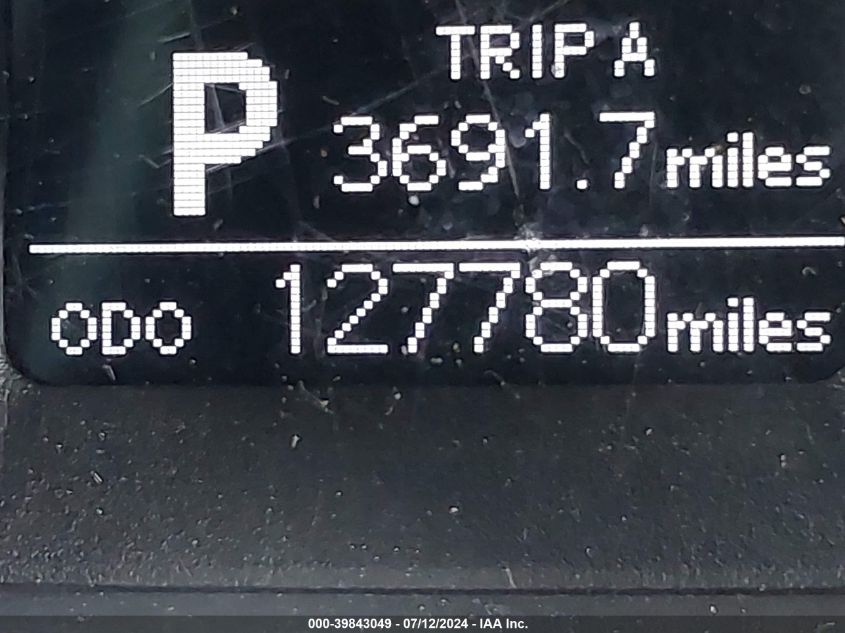 P
TRIP A
3691.7 miles
ODO 127780 miles
000-39843049 - 07/12/2024 - IAA Inc.